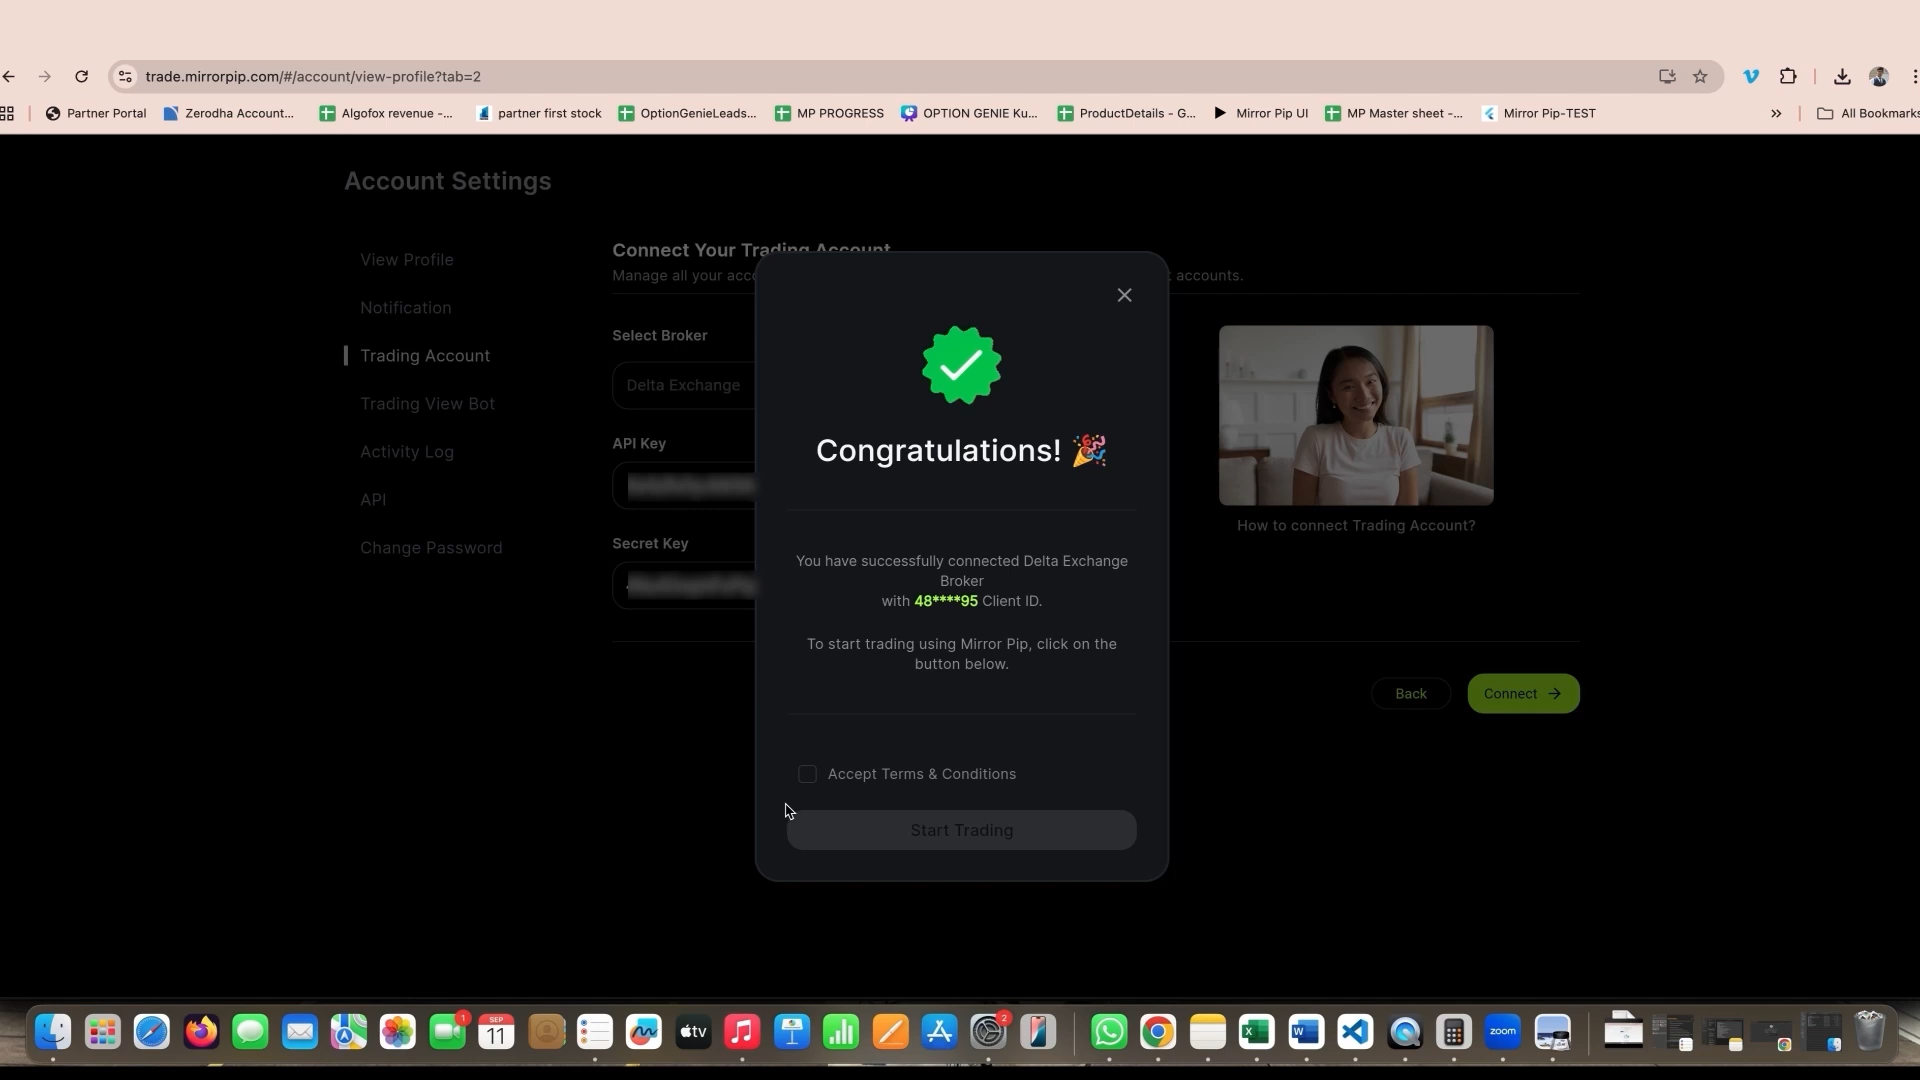 trade.mirrorpip.com/#/account/view-profile?tab=2
Partner Portal
Zerodha Account...
Algofox revenue -...
partner first stock
OptionGenieLeads...
MP PROGRESS
OPTION GENIE Ku...
ProductDetails - G...
Mirror Pip UI
MP Master sheet -...
Mirror Pip-TEST
»
All Bookmarks
Account Settings
View Profile
Notification
Trading Account
Trading View Bot
Activity Log
API
Change Password
Connect Your Trading Account
Manage all your acco
accounts.
Select Broker
Delta Exchange
API Key
Secret Key
How to connect Trading Account?
Back
Connect →
Congratulations! 🎉
You have successfully connected Delta Exchange
Broker
with 48****95 Client ID.
To start trading using Mirror Pip, click on the
button below.
Accept Terms & Conditions
Start Trading
1
SEP
11
tv
2
X
W
zoom